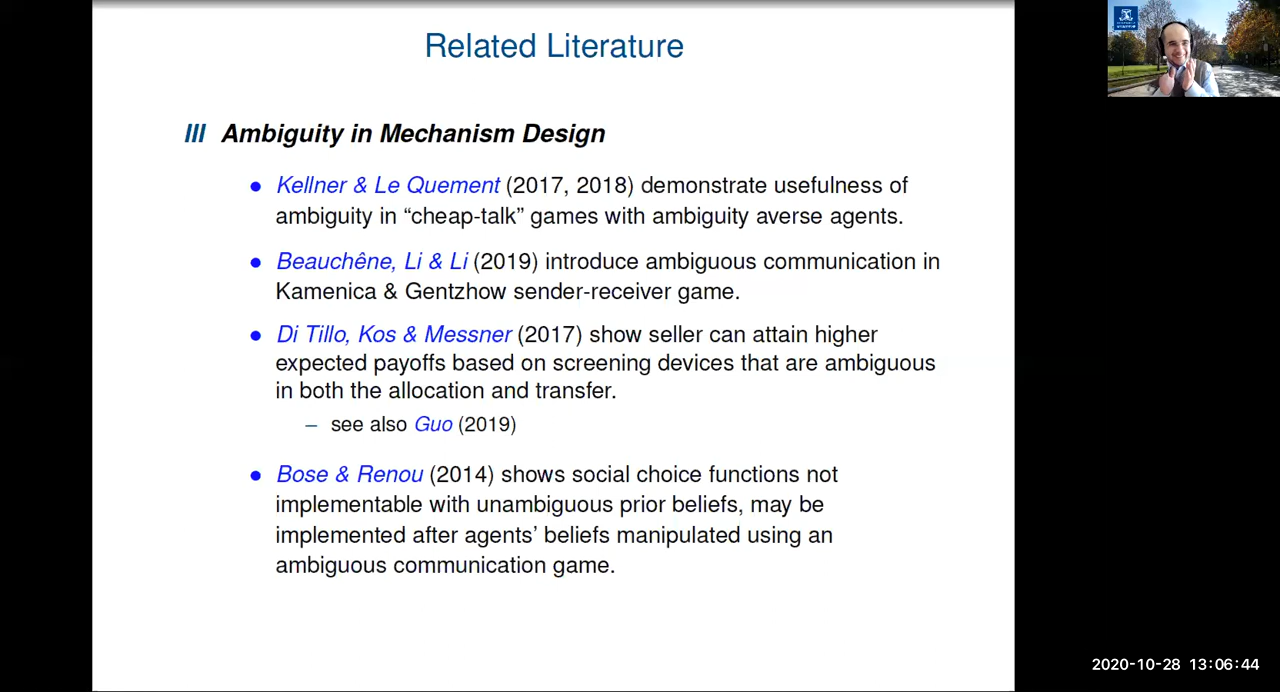 Related Literature
III Ambiguity in Mechanism Design
● Kellner & Le Quement (2017, 2018) demonstrate usefulness of
ambiguity in “cheap-talk” games with ambiguity averse agents.
● Beauchêne, Li & Li (2019) introduce ambiguous communication in
Kamenica & Gentzhow sender-receiver game.
● Di Tillo, Kos & Messner (2017) show seller can attain higher
expected payoffs based on screening devices that are ambiguous
in both the allocation and transfer.
– see also Guo (2019)
● Bose & Renou (2014) shows social choice functions not
implementable with unambiguous prior beliefs, may be
implemented after agents’ beliefs manipulated using an
ambiguous communication game.
2020-10-28 13:06:44